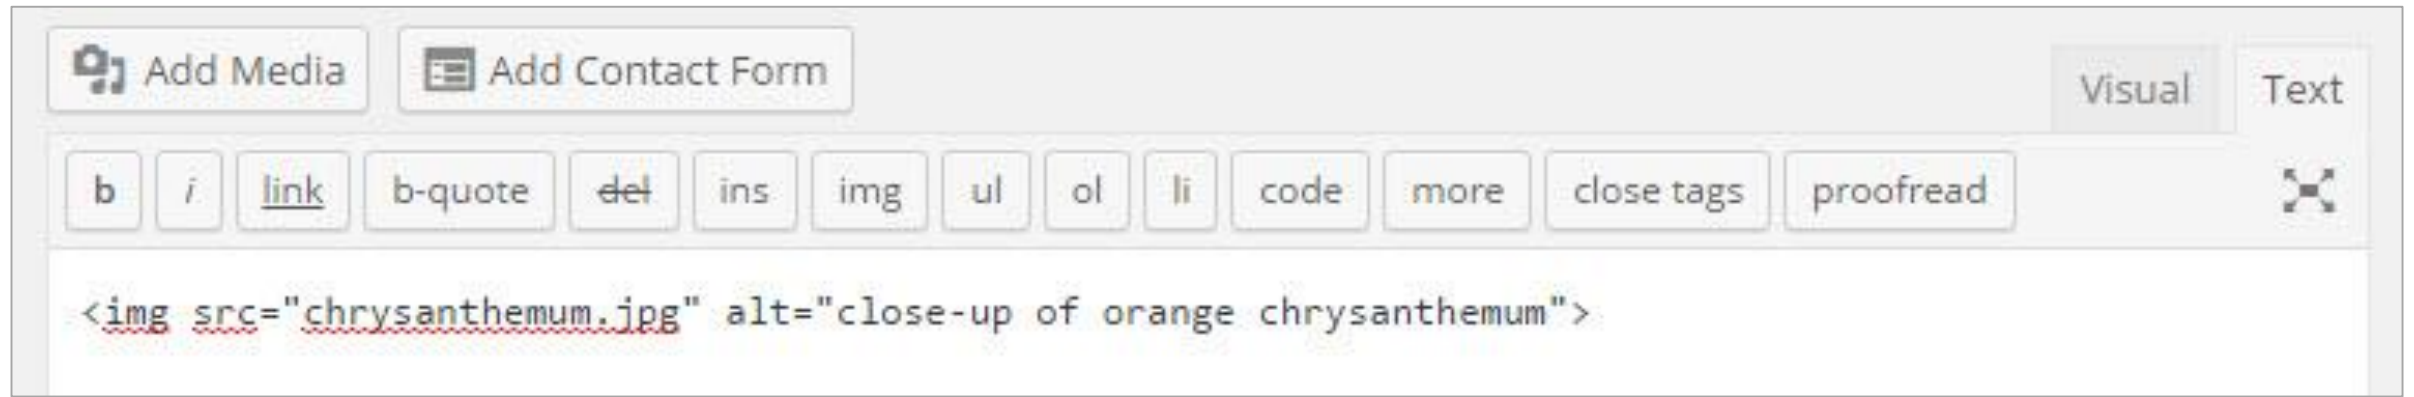 Add Media Add Contact Form
Visual Text
b i link b-quote del ins img ul ol li code more close tags proofread
<img src="chrysanthemum.jpg" alt="close-up of orange chrysanthemum">